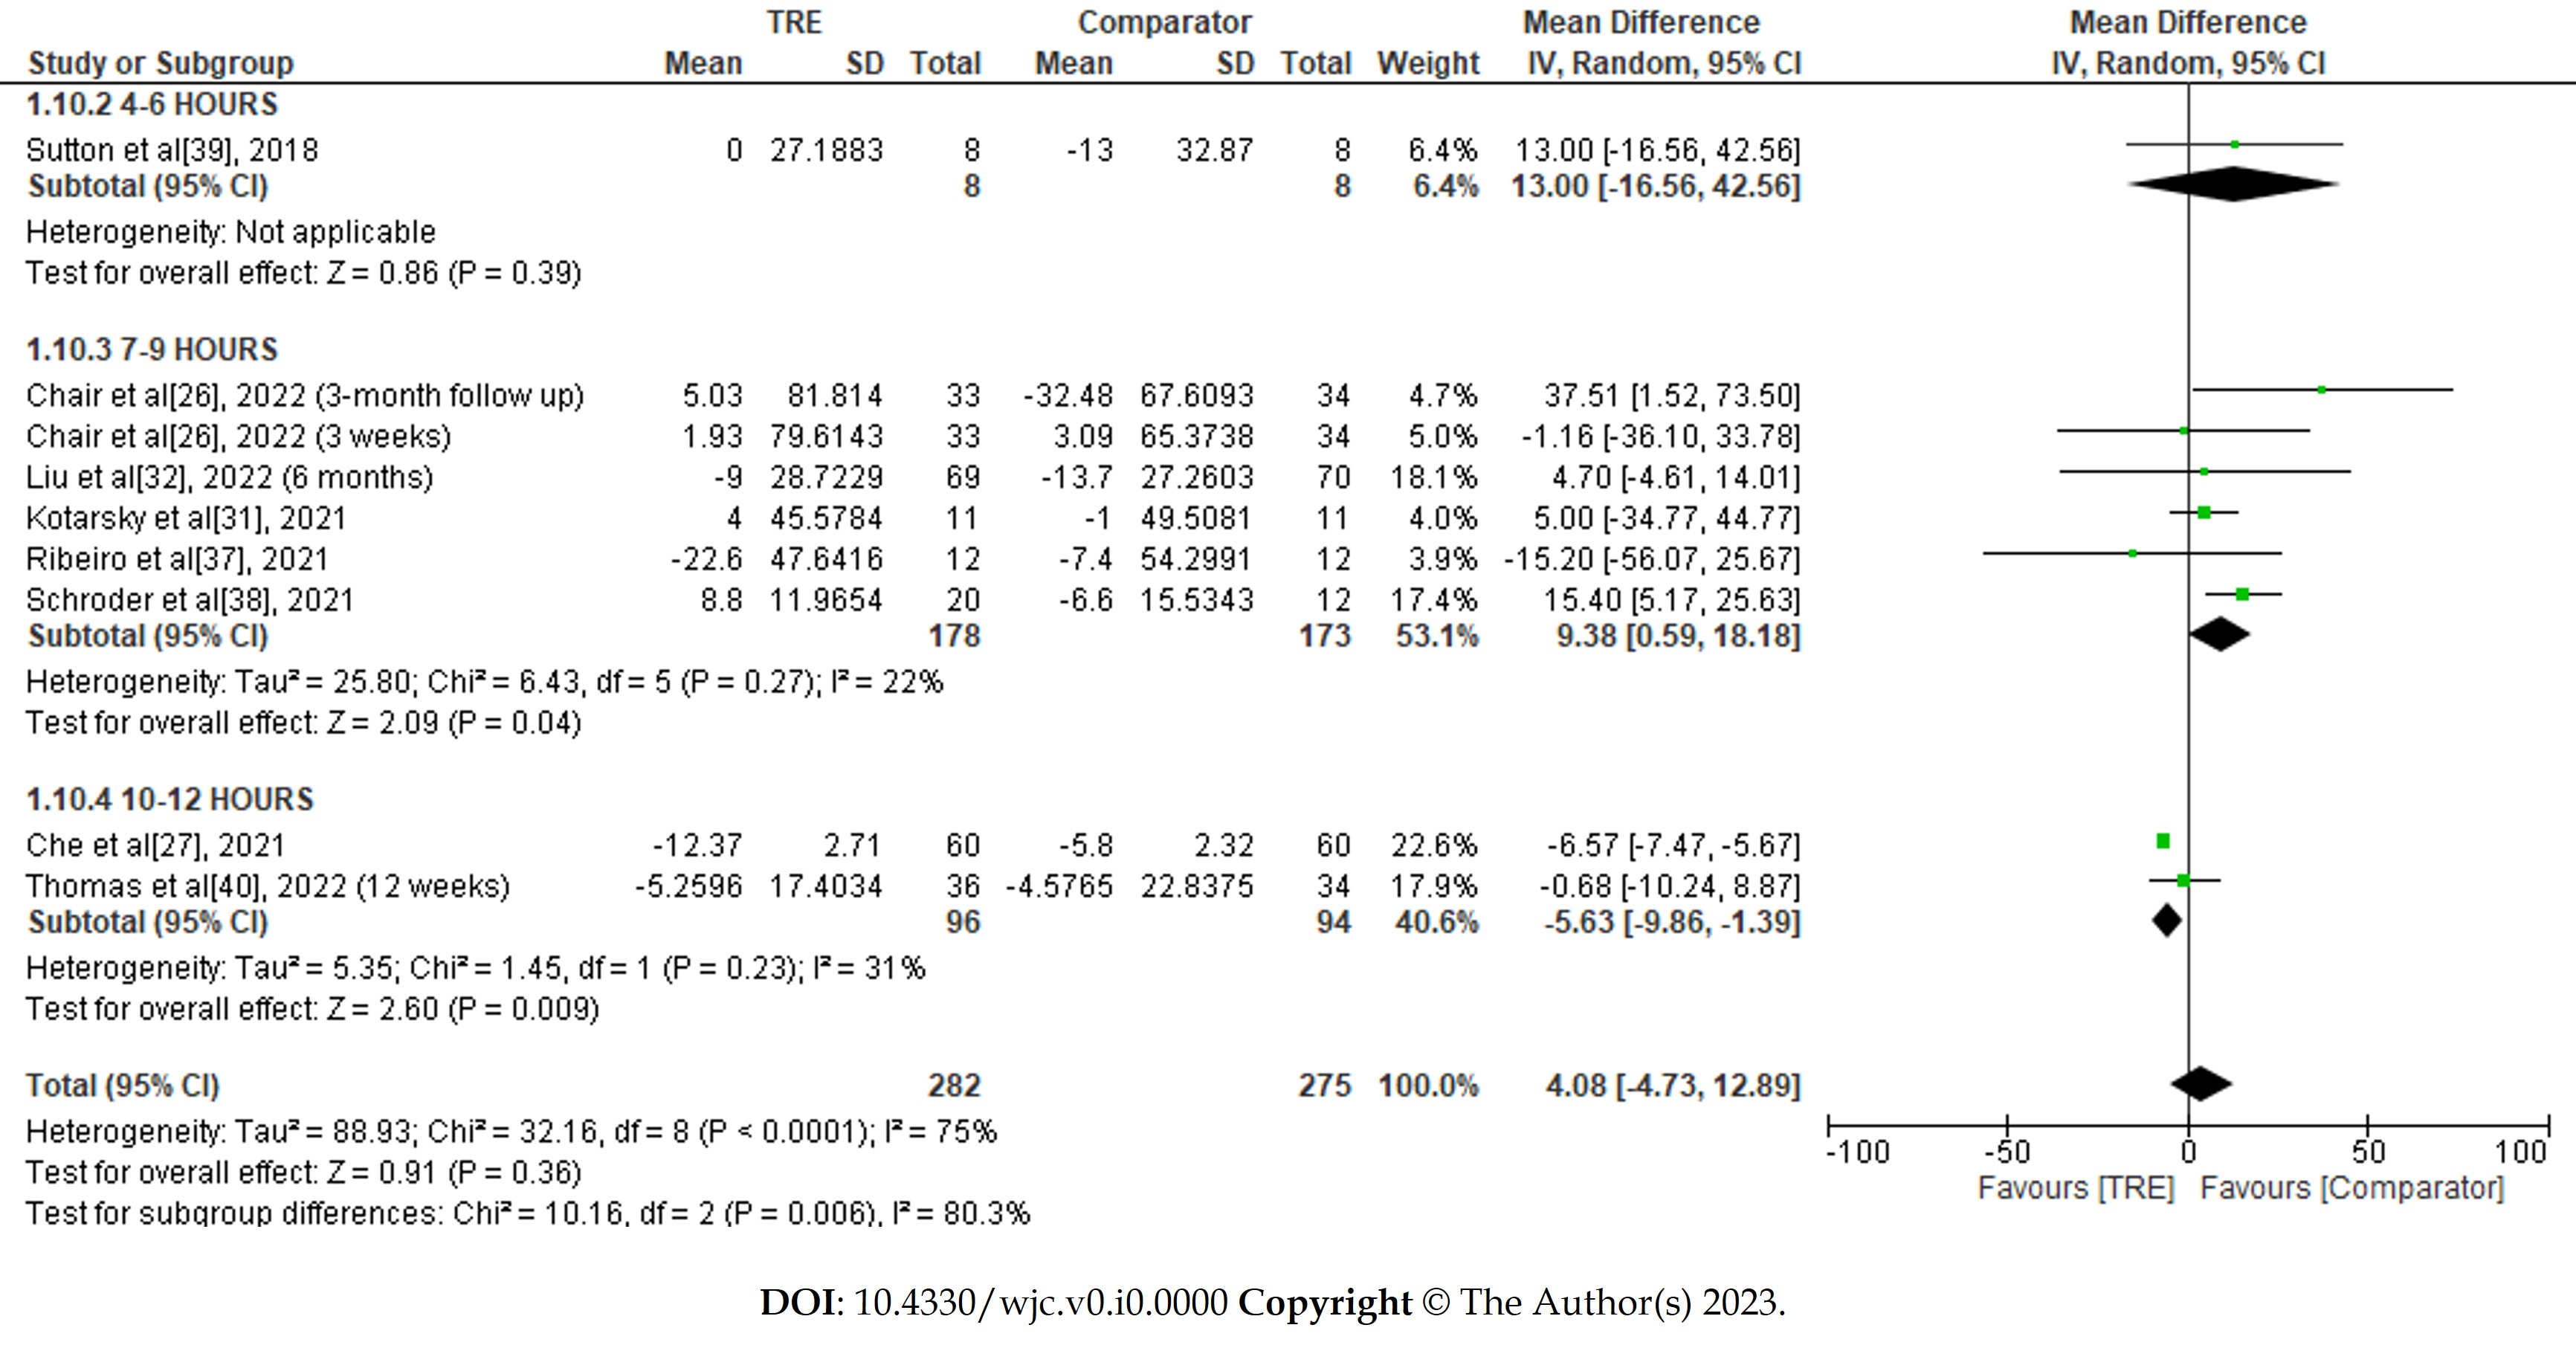 TRE Comparator Mean Difference Mean Difference
Study or Subgroup Mean SD Total Mean SD Total Weight IV, Random, 95% CI IV, Random, 95% CI
1.10.2 4-6 HOURS
Sutton et al[39], 2018 0 27.1883 8 -13 32.87 8 6.4% 13.00 [-16.56, 42.56]
Subtotal (95% CI) 8 8 6.4% 13.00 [-16.56, 42.56]
Heterogeneity: Not applicable
Test for overall effect: Z = 0.86 (P = 0.39)
1.10.3 7-9 HOURS
Chair et al[26], 2022 (3-month follow up) 5.03 81.814 33 -32.48 67.6093 34 4.7% 37.51 [1.52, 73.50]
Chair et al[26], 2022 (3 weeks) 1.93 79.6143 33 3.09 65.3738 34 5.0% -1.16 [-36.10, 33.78]
Liu et al[32], 2022 (6 months) -9 28.7229 69 -13.7 27.2603 70 18.1% 4.70 [-4.61, 14.01]
Kotarsky et al[31], 2021 4 45.5784 11 -1 49.5081 11 4.0% 5.00 [-34.77, 44.77]
Ribeiro et al[37], 2021 -22.6 47.6416 12 -7.4 54.2991 12 3.9% -15.20 [-56.07, 25.67]
Schroder et al[38], 2021 8.8 11.9654 20 -6.6 15.5343 12 17.4% 15.40 [5.17, 25.63]
Subtotal (95% CI) 178 173 53.1% 9.38 [0.59, 18.18]
Heterogeneity: Tau² = 25.80; Chi² = 6.43, df = 5 (P = 0.27); I² = 22%
Test for overall effect: Z = 2.09 (P = 0.04)
1.10.4 10-12 HOURS
Che et al[27], 2021 -12.37 2.71 60 -5.8 2.32 60 22.6% -6.57 [-7.47, -5.67]
Thomas et al[40], 2022 (12 weeks) -5.2596 17.4034 36 -4.5765 22.8375 34 17.9% -0.68 [-10.24, 8.87]
Subtotal (95% CI) 96 94 40.6% -5.63 [-9.86, -1.39]
Heterogeneity: Tau² = 5.35; Chi² = 1.45, df = 1 (P = 0.23); I² = 31%
Test for overall effect: Z = 2.60 (P = 0.009)
Total (95% CI) 282 275 100.0% 4.08 [-4.73, 12.89]
Heterogeneity: Tau² = 88.93; Chi² = 32.16, df = 8 (P < 0.0001); I² = 75%
Test for overall effect: Z = 0.91 (P = 0.36)
Test for subgroup differences: Chi² = 10.16, df = 2 (P = 0.006), I² = 80.3%
-100 -50 0 50 100
Favours [TRE] Favours [Comparator]
DOI: 10.4330/wjc.v0.i0.0000 Copyright © The Author(s) 2023.